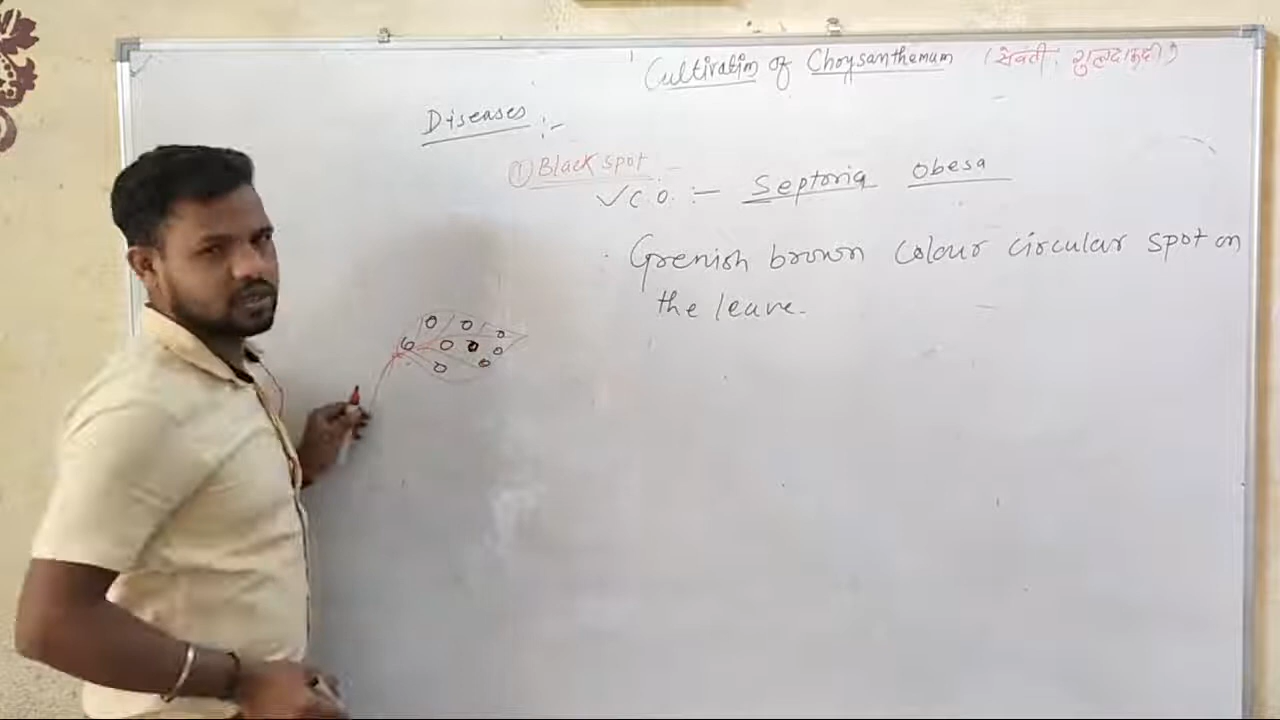 Cultivation of Chrysanthemum (सेवंती, गुलदाऊदी)
Diseases :-
① Black spot :-
✓ C.O. :- Septoria Obesa
Grenish brown Colour circular spot on
the leave.